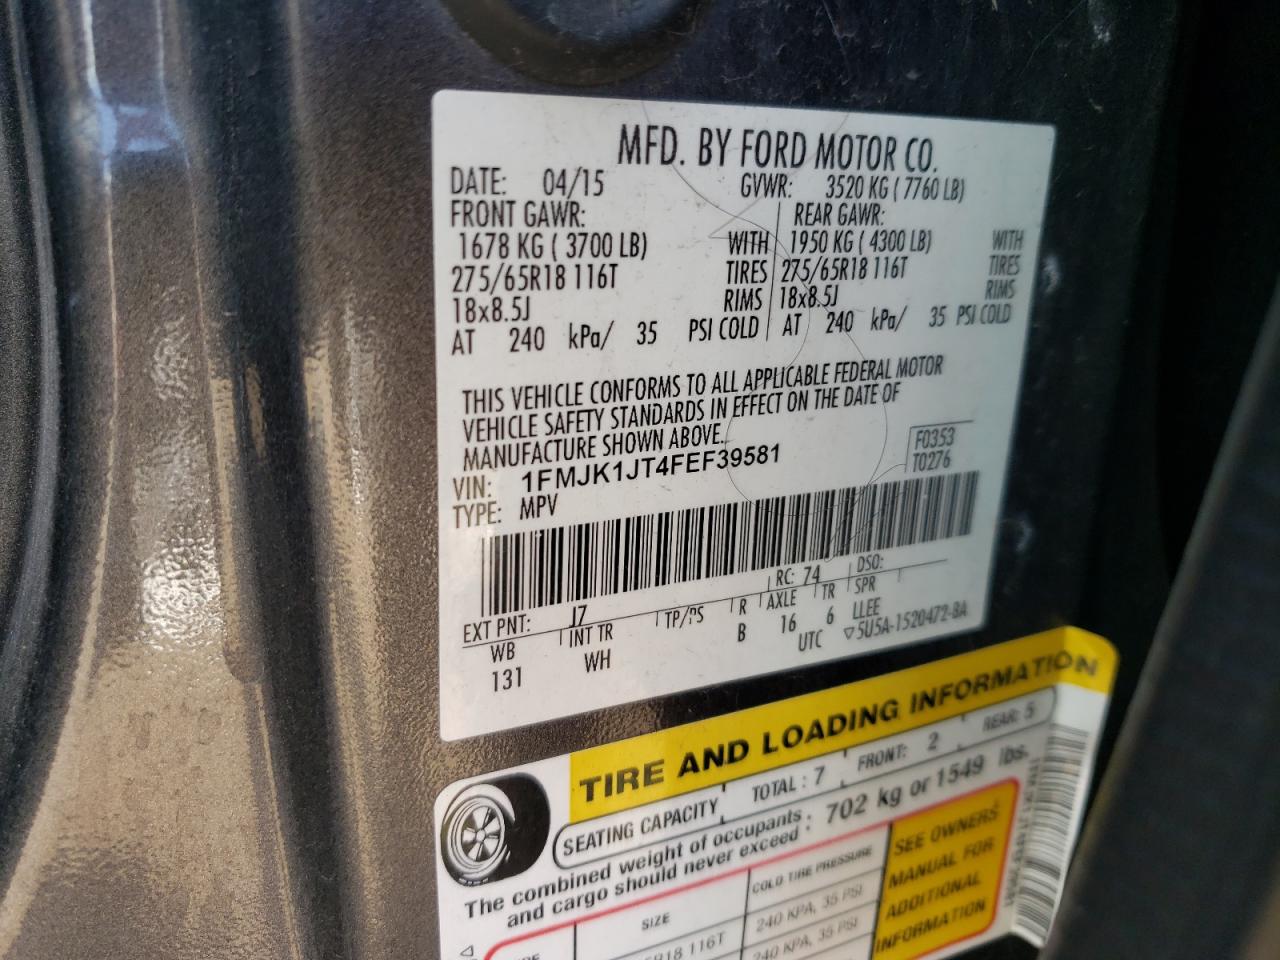 MFD. BY FORD MOTOR CO.
DATE: 04/15 GVWR: 3520 KG ( 7760 LB)
FRONT GAWR: REAR GAWR:
1678 KG ( 3700 LB) WITH 1950 KG ( 4300 LB) WITH
275/65R18 116T TIRES 275/65R18 116T TIRES
18x8.5J RIMS 18x8.5J RIMS
AT 240 kPa/ 35 PSI COLD AT 240 kPa/ 35 PSI COLD
THIS VEHICLE CONFORMS TO ALL APPLICABLE FEDERAL MOTOR
VEHICLE SAFETY STANDARDS IN EFFECT ON THE DATE OF
MANUFACTURE SHOWN ABOVE.
F0353
T0276
VIN: 1FMJK1JT4FEF39581
TYPE: MPV
EXT PNT: J7 RC: 74 DSO:
WB INT TR TP/PS R AXLE TR SPR
131 WH B 16 6 LLEE
UTC ▽5U5A-1520472-BA
TIRE AND LOADING INFORMATION
SEATING CAPACITY TOTAL : 7 FRONT: 2 REAR: 5
The combined weight of occupants
and cargo should never exceed : 702 kg or 1549 lbs.
SIZE COLD TIRE PRESSURE
R18 116T 240 KPA, 35 PSI
240 KPA, 35 PSI
SEE OWNERS
MANUAL FOR
ADDITIONAL
INFORMATION